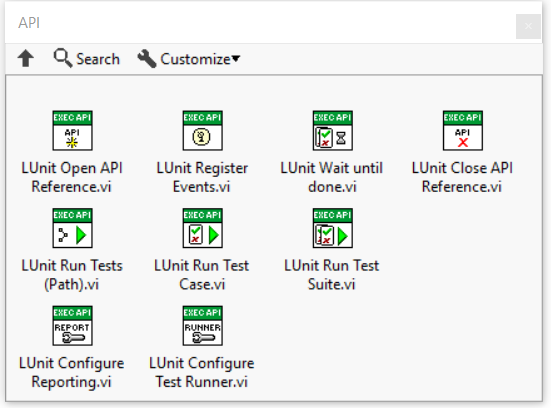 API
Search Customize
EXEC API EXEC API EXEC API EXEC API
API API
LUnit Open API LUnit Register LUnit Wait until LUnit Close API
Reference.vi Events.vi done.vi Reference.vi
EXEC API EXEC API EXEC API
LUnit Run Tests LUnit Run Test LUnit Run Test
(Path).vi Case.vi Suite.vi
EXEC API EXEC API
REPORT RUNNER
LUnit Configure LUnit Configure
Reporting.vi Test Runner.vi